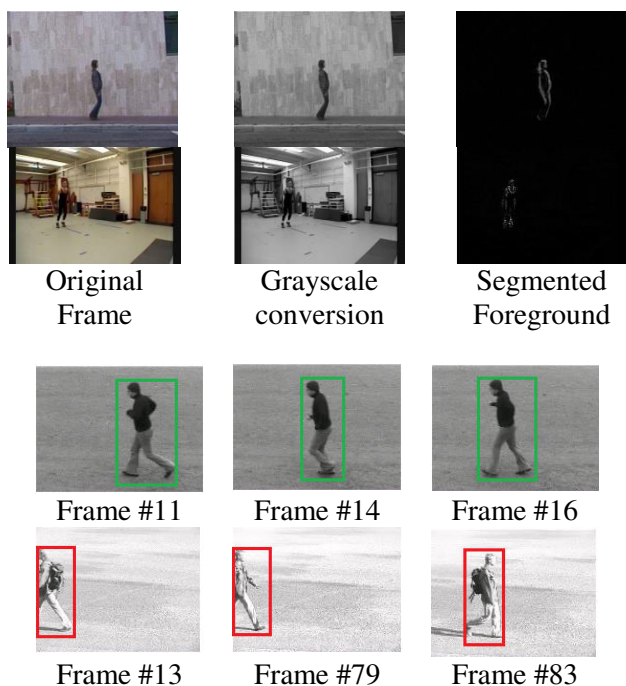 Original Grayscale Segmented
Frame conversion Foreground
Frame #11 Frame #14 Frame #16
Frame #13 Frame #79 Frame #83